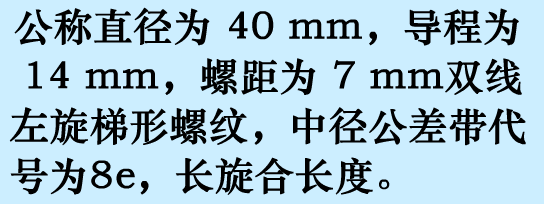 公称直径为 40 mm，导程为
14 mm，螺距为 7 mm双线
左旋梯形螺纹，中径公差带代
号为8e，长旋合长度。